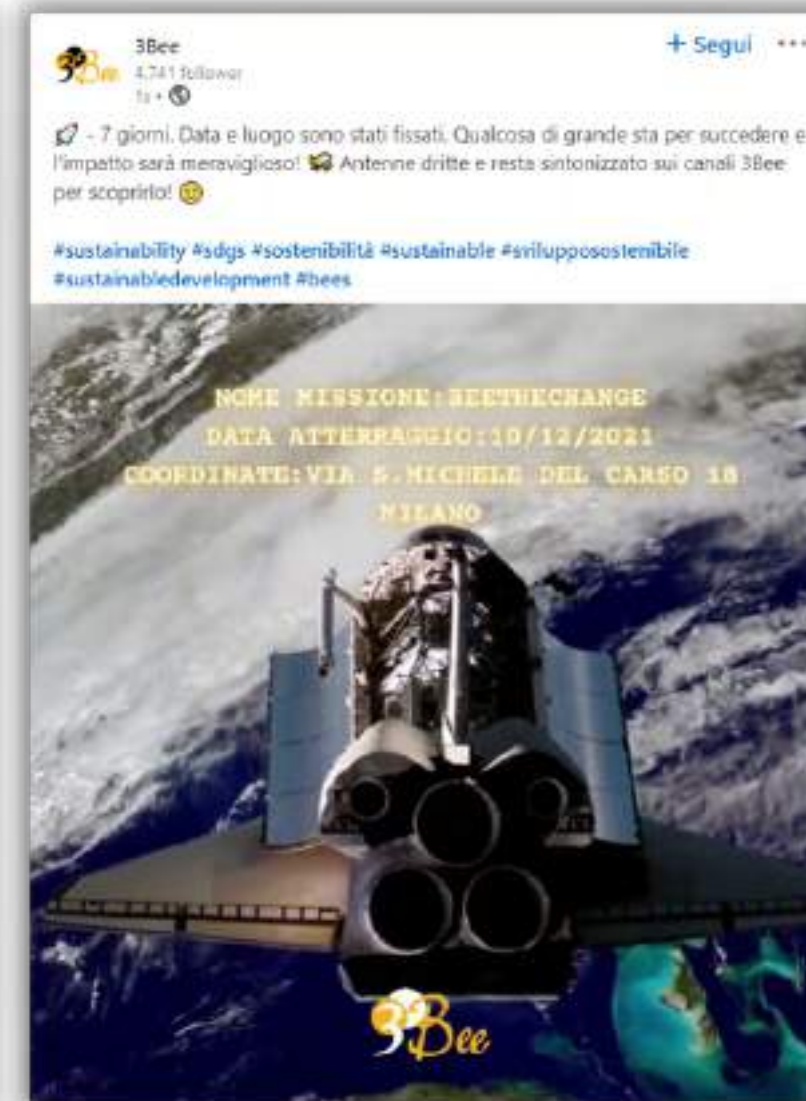 3Bee
3Bee
+ Segui
4.741 follower
1s •
- 7 giorni. Data e luogo sono stati fissati. Qualcosa di grande sta per succedere e
l'impatto sarà meraviglioso! Antenne dritte e resta sintonizzato sui canali 3Bee
per scoprirlo!
#sustainability #sdgs #sostenibilità #sustainable #svilupposostenibile
#sustainabledevelopment #bees
NOME MISSIONE:BEETHECHANGE
DATA ATTERRAGGIO:10/12/2021
COORDINATE:VIA S.MICHELE DEL CARSO 18
MILANO
3Bee